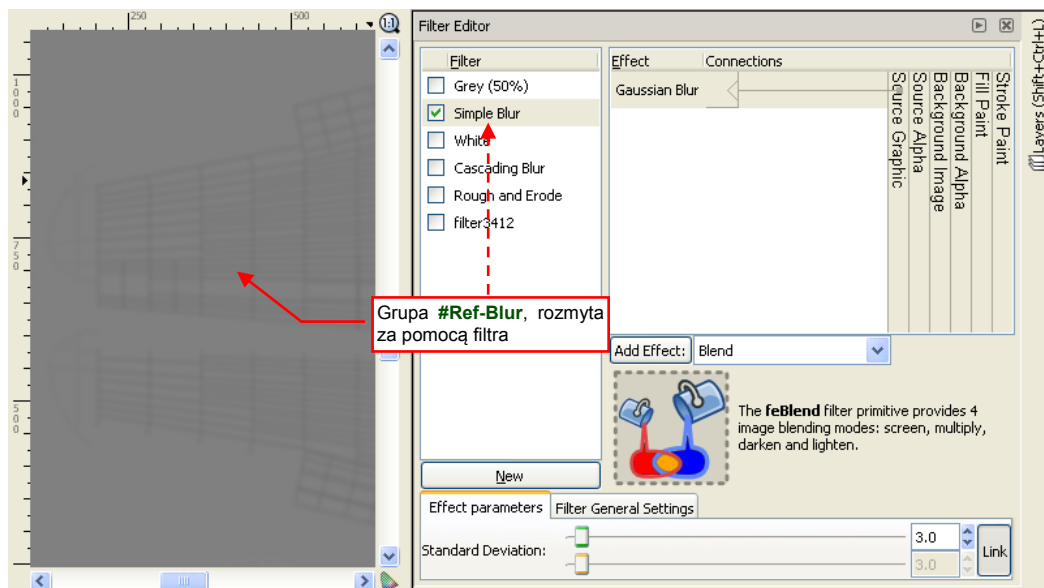 250
500
1:1
Filter Editor
Layers (Shift+Ctrl+L)
Filter
Effect
Connections
Grey (50%)
Gaussian Blur
Simple Blur
White
Cascading Blur
Rough and Erode
filter3412
Source Graphic
Source Alpha
Background Image
Background Alpha
Fill Paint
Stroke Paint
1000
750
500
Grupa #Ref-Blur, rozmyta
za pomocą filtra
Add Effect:
Blend
The feBlend filter primitive provides 4
image blending modes: screen, multiply,
darken and lighten.
New
Effect parameters
Filter General Settings
Standard Deviation:
3.0
3.0
Link